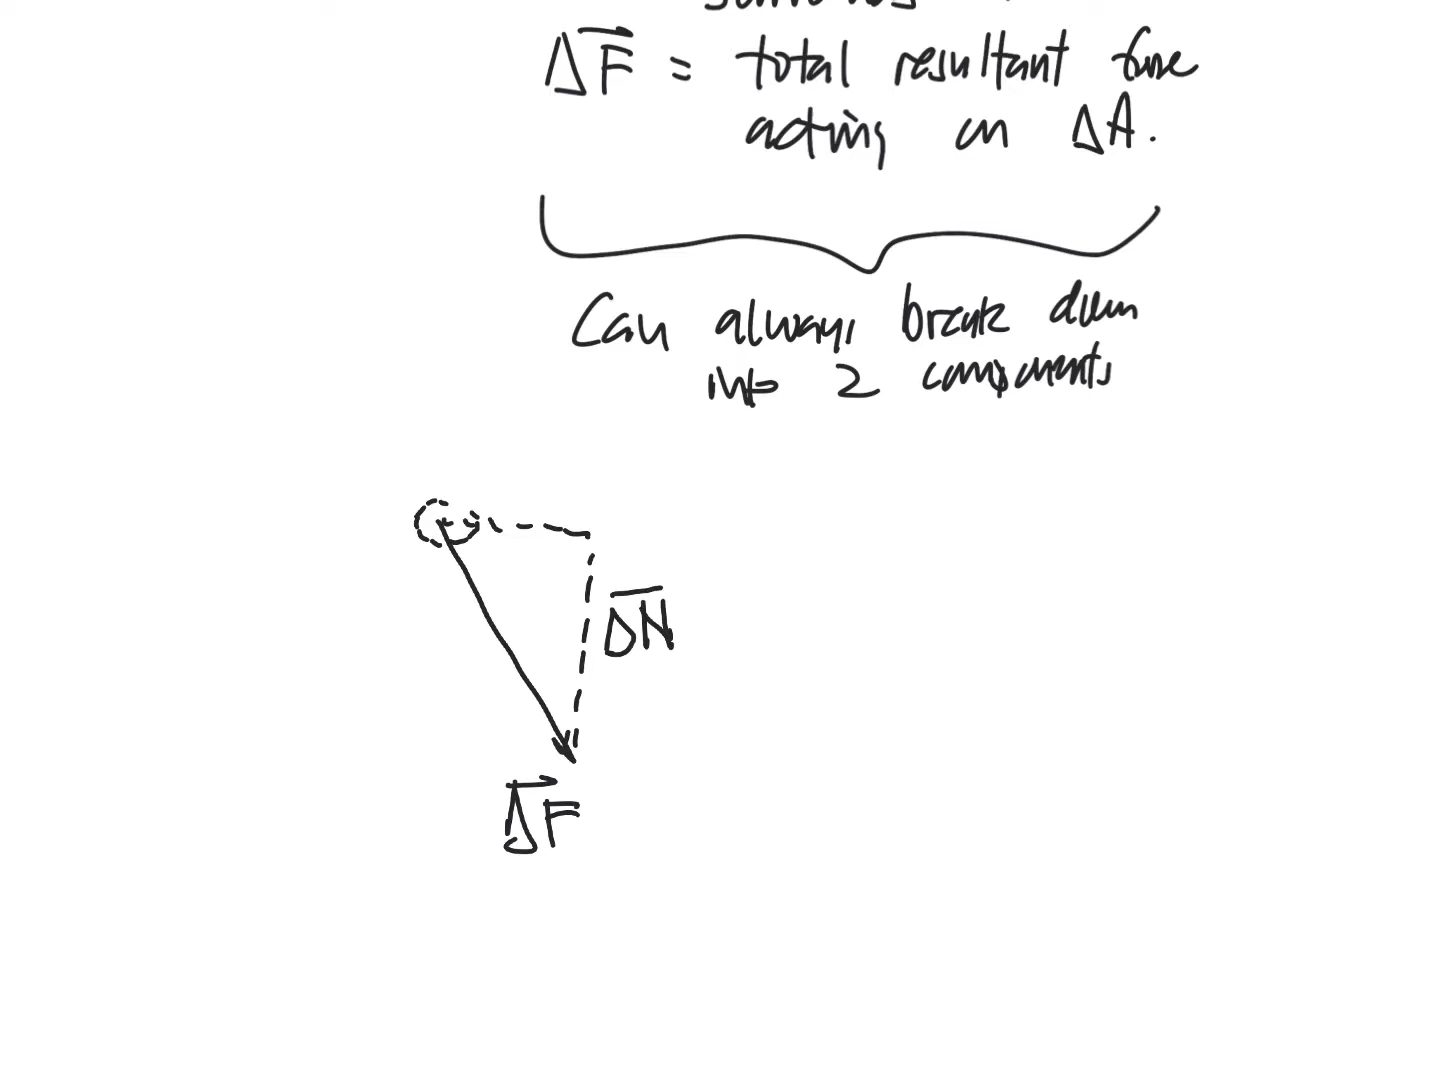 ΔF = total resultant force
acting on ΔA.
Can always break down
into 2 components
ΔN
ΔF